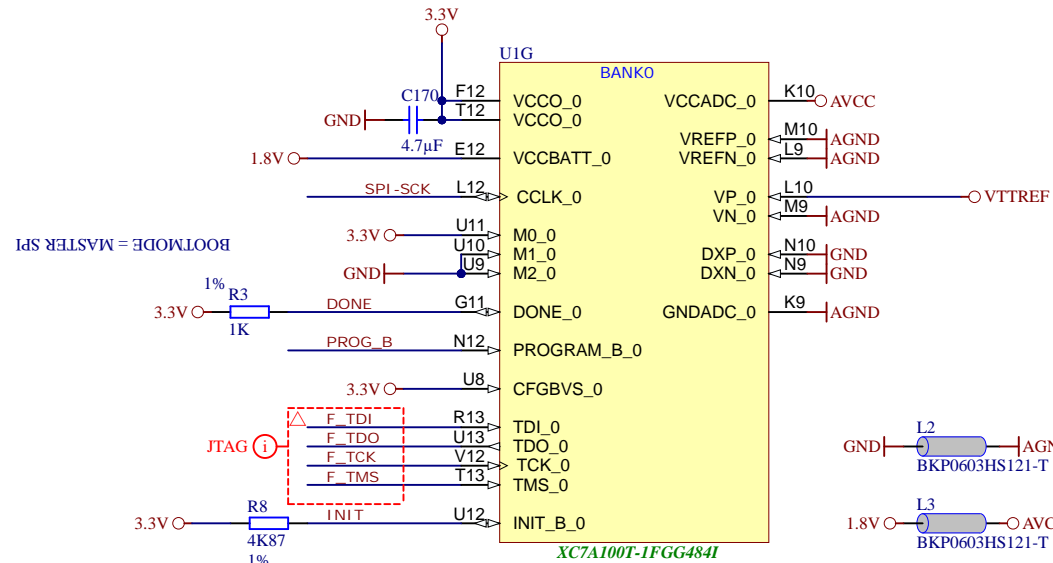 3.3V
U1G
BANK0
F12
VCCO_0
VCCADC_0
K10
AVCC
C170
GND
T12
VCCO_0
4.7µF
VREFP_0
M10
AGND
1.8V
E12
VCCBATT_0
VREFN_0
L9
AGND
SPI-SCK
L12
CCLK_0
VP_0
L10
VTTREF
VN_0
M9
AGND
3.3V
U11
M0_0
BOOTMODE = MASTER SPI
U10
M1_0
DXP_0
N10
GND
GND
U9
M2_0
DXN_0
N9
GND
1%
R3
3.3V
1K
DONE
G11
DONE_0
GNDADC_0
K9
AGND
PROG_B
N12
PROGRAM_B_0
3.3V
U8
CFGBVS_0
JTAG
i
F_TDI
R13
TDI_0
F_TDO
U13
TDO_0
F_TCK
V12
TCK_0
F_TMS
T13
TMS_0
L2
GND
AGN
BKP0603HS121-T
R8
3.3V
4K87
1%
INIT
U12
INIT_B_0
L3
1.8V
AVC
BKP0603HS121-T
XC7A100T-1FGG484I